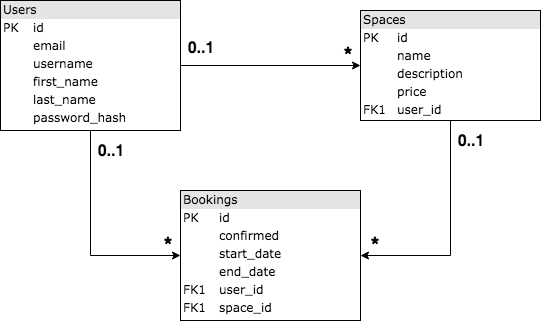 Users
PK id
email
username
first_name
last_name
password_hash
0..1
*
Spaces
PK id
name
description
price
FK1 user_id
0..1
0..1
*
*
Bookings
PK id
confirmed
start_date
end_date
FK1 user_id
FK1 space_id